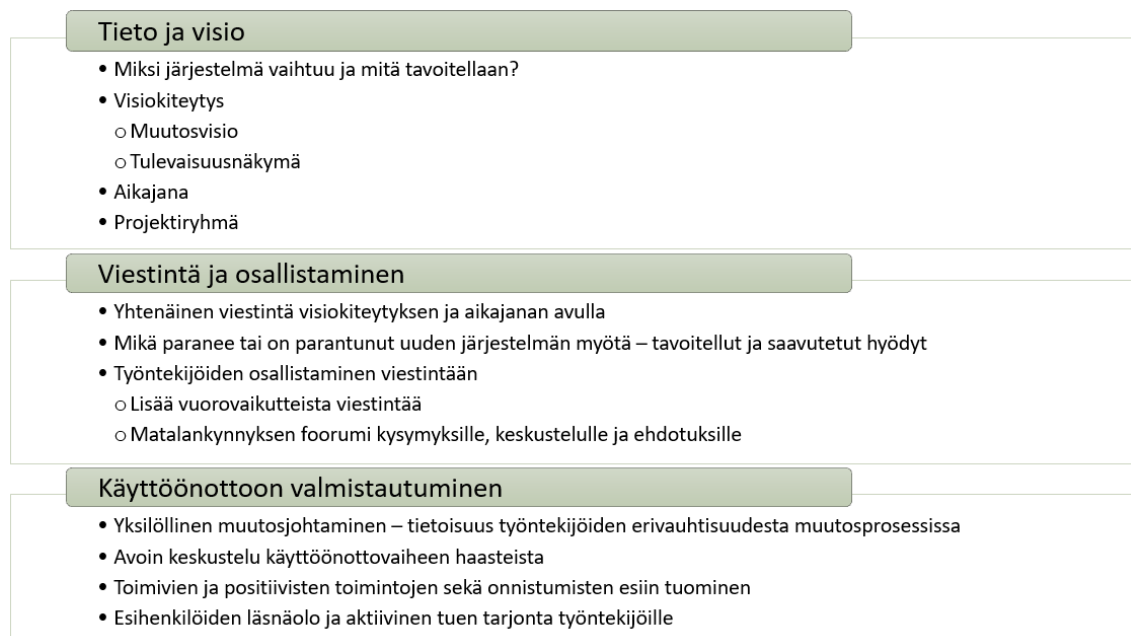 Tieto ja visio
• Miksi järjestelmä vaihtuu ja mitä tavoitellaan?
• Visiokiteytys
o Muutosvisio
o Tulevaisuusnäkymä
• Aikajana
• Projektiryhmä
Viestintä ja osallistaminen
• Yhtenäinen viestintä visiokiteytyksen ja aikajanan avulla
• Mikä paranee tai on parantunut uuden järjestelmän myötä – tavoitellut ja saavutetut hyödyt
• Työntekijöiden osallistaminen viestintään
o Lisää vuorovaikutteista viestintää
o Matalankynnyksen foorumi kysymyksille, keskustelulle ja ehdotuksille
Käyttöönottoon valmistautuminen
• Yksilöllinen muutosjohtaminen – tietoisuus työntekijöiden erivauhtisuudesta muutosprosessissa
• Avoin keskustelu käyttöönottovaiheen haasteista
• Toimivien ja positiivisten toimintojen sekä onnistumisten esiin tuominen
• Esihenkilöiden läsnäolo ja aktiivinen tuen tarjonta työntekijöille